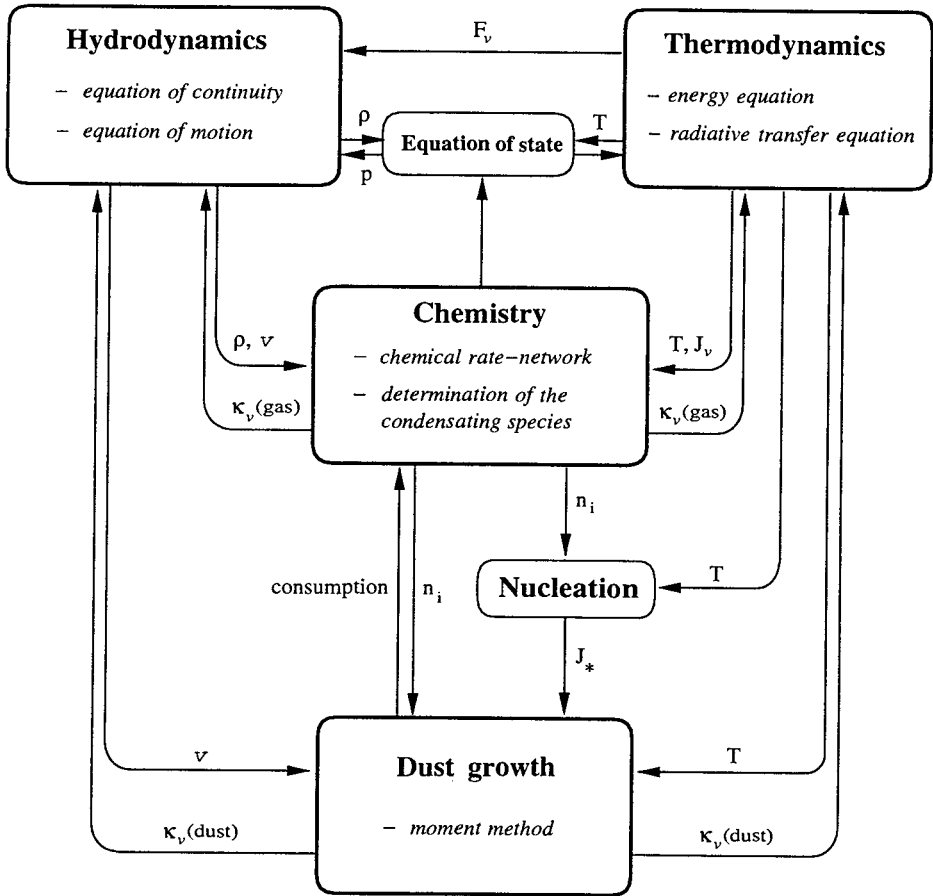 Hydrodynamics
– equation of continuity
– equation of motion
F_ν
Thermodynamics
– energy equation
– radiative transfer equation
ρ
p
Equation of state
T
Chemistry
– chemical rate–network
– determination of the
condensating species
ρ, v
κ_ν(gas)
T, J_ν
κ_ν(gas)
consumption
n_i
n_i
Nucleation
T
J_*
Dust growth
– moment method
v
κ_ν(dust)
T
κ_ν(dust)